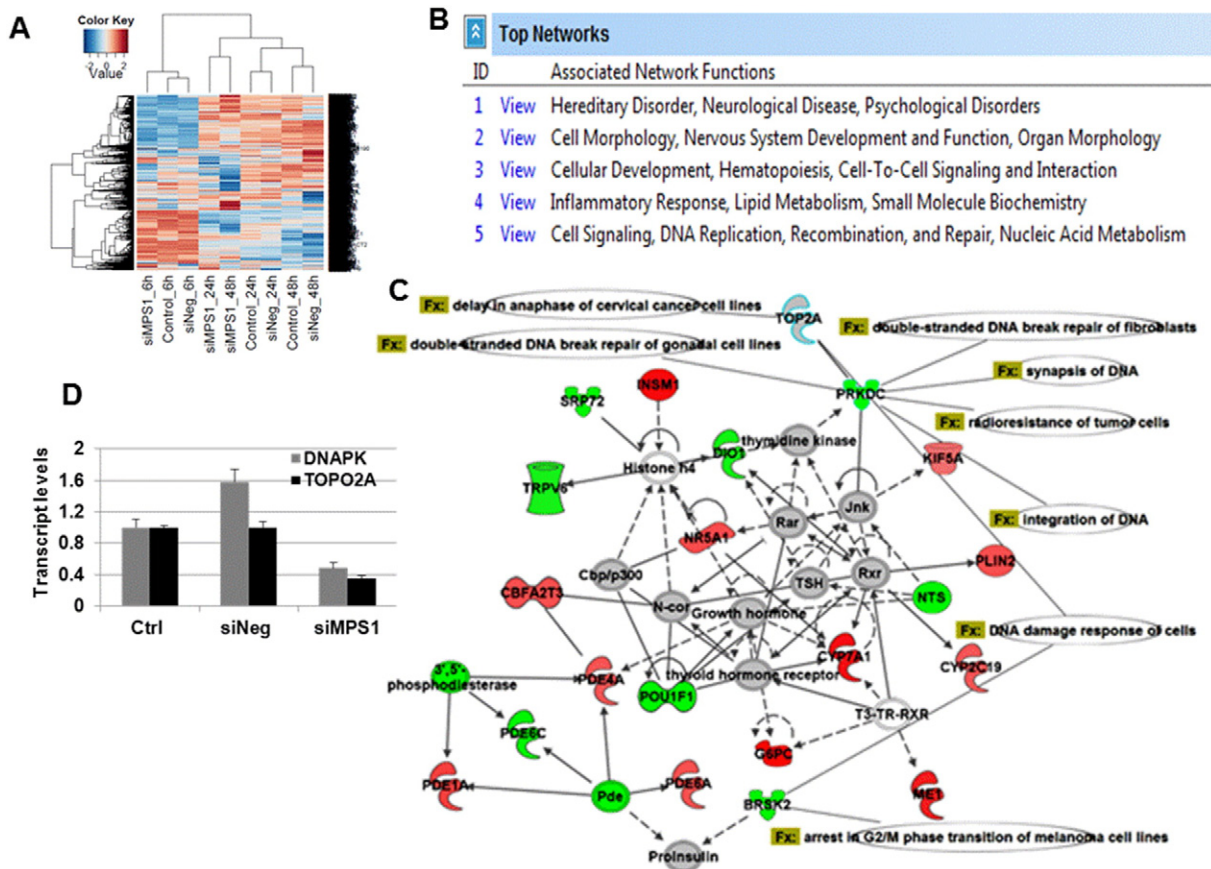 A
Color Key
-2 0 2
Value
siMPS1_6h
Control_6h
siNeg_6h
siMPS1_24h
siMPS1_48h
Control_24h
siNeg_24h
Control_48h
siNeg_48h
B
Top Networks
ID Associated Network Functions
1 View Hereditary Disorder, Neurological Disease, Psychological Disorders
2 View Cell Morphology, Nervous System Development and Function, Organ Morphology
3 View Cellular Development, Hematopoiesis, Cell-To-Cell Signaling and Interaction
4 View Inflammatory Response, Lipid Metabolism, Small Molecule Biochemistry
5 View Cell Signaling, DNA Replication, Recombination, and Repair, Nucleic Acid Metabolism
C
Fx: delay in anaphase of cervical cancer cell lines
TOP2A
Fx: double-stranded DNA break repair of fibroblasts
Fx: double-stranded DNA break repair of gonadal cell lines
Fx: synapsis of DNA
INSM1
PRKDC
SRP72
Fx: radioresistance of tumor cells
thymidine kinase
DIO1
KIF5A
Histone h4
TRPV6
Jnk
Rar
Fx: integration of DNA
NR5A1
PLIN2
Cbp/p300
TSH
Rxr
CBFA2T3
N-cor
NTS
Growth hormone
Fx: DNA damage response of cells
CYP7A1
CYP2C19
3',5'-
phosphodiesterase
PDE4A
thyroid hormone receptor
POU1F1
T3-TR-RXR
PDE6C
G6PC
PDE1A
Pde
PDE6A
ME1
BRSK2
Fx: arrest in G2/M phase transition of melanoma cell lines
Proinsulin
D
Transcript levels
2
1.6
1.2
0.8
0.4
0
DNAPK
TOPO2A
Ctrl
siNeg
siMPS1